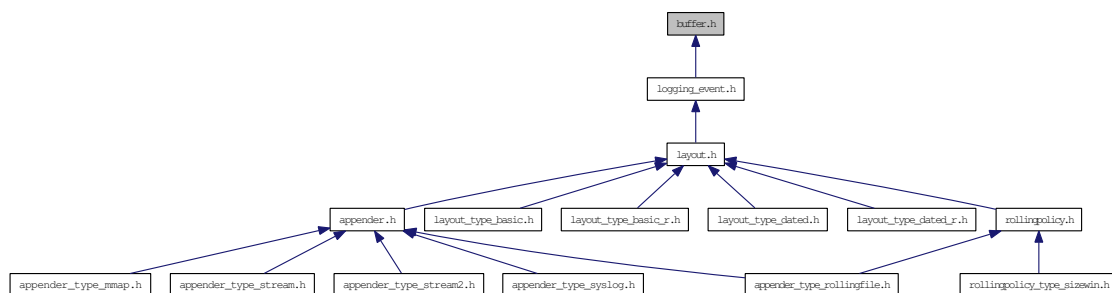 buffer.h
logging_event.h
layout.h
appender.h
layout_type_basic.h
layout_type_basic_r.h
layout_type_dated.h
layout_type_dated_r.h
rollingpolicy.h
appender_type_mmap.h
appender_type_stream.h
appender_type_stream2.h
appender_type_syslog.h
appender_type_rollingfile.h
rollingpolicy_type_sizewin.h